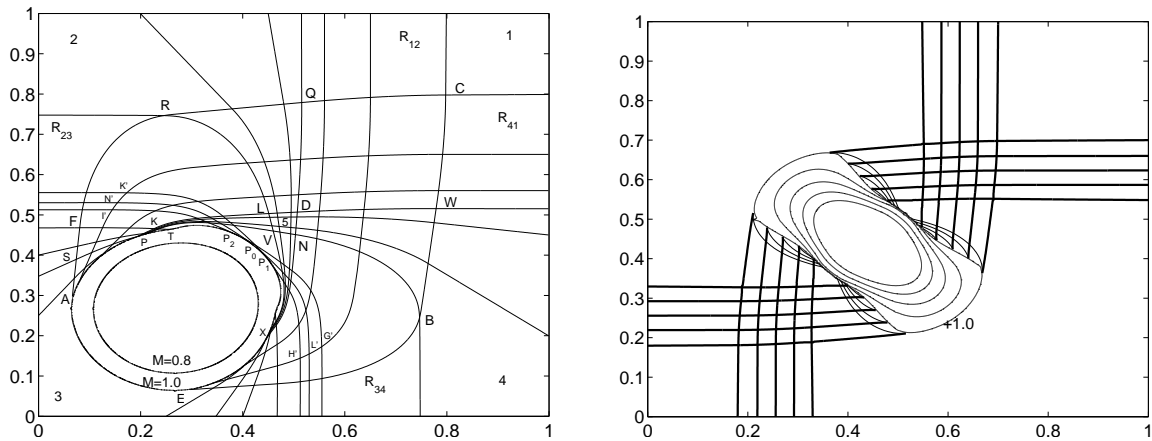 1
2
R12
1
0.9
R23
R41
0.8
R
Q
C
0.7
0.6
K'
N'
I'
0.5
F
K
L
D
W
5
P
T
P2
V
N
P0
P1
0.4
S
0.3
A
B
X
0.2
M=0.8
H'
L'
G'
0.1
M=1.0
R34
3
E
4
0
0 0.2 0.4 0.6 0.8 1
1
0.9
0.8
0.7
0.6
0.5
0.4
0.3
+1.0
0.2
0.1
0
0 0.2 0.4 0.6 0.8 1